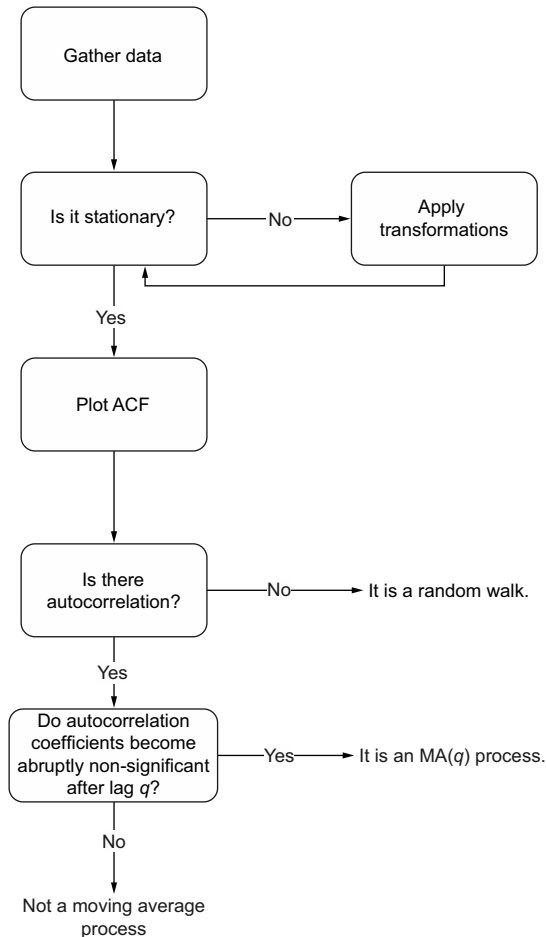 Gather data
Is it stationary?
No
Apply
transformations
Yes
Plot ACF
Is there
autocorrelation?
No
It is a random walk.
Yes
Do autocorrelation
coefficients become
abruptly non-significant
after lag q?
Yes
It is an MA(q) process.
No
Not a moving average
process